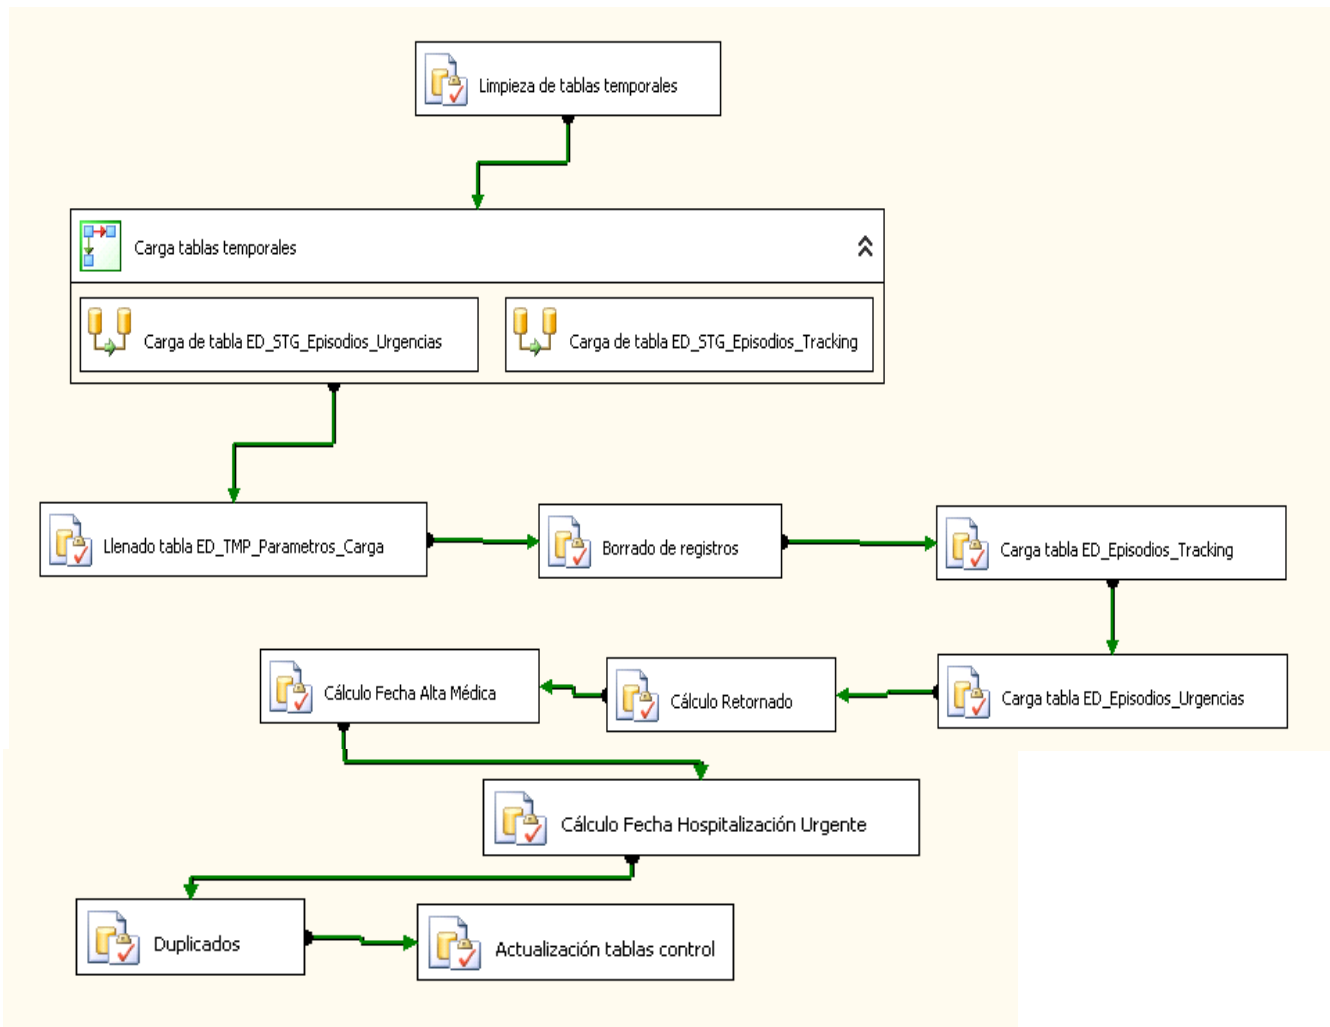 Limpieza de tablas temporales
Carga tablas temporales
Carga de tabla ED_STG_Episodios_Urgencias
Carga de tabla ED_STG_Episodios_Tracking
Llenado tabla ED_TMP_Parametros_Carga
Borrado de registros
Carga tabla ED_Episodios_Tracking
Carga tabla ED_Episodios_Urgencias
Cálculo Retornado
Cálculo Fecha Alta Médica
Cálculo Fecha Hospitalización Urgente
Duplicados
Actualización tablas control